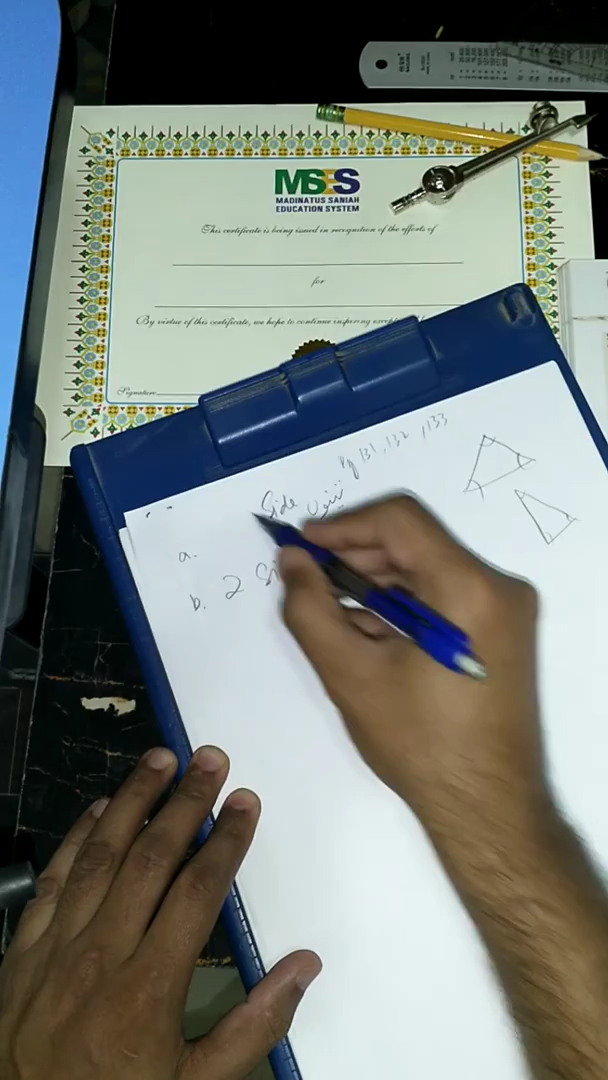 MSES
MADINATUS SANIAH
EDUCATION SYSTEM
This certificate is being issued in recognition of the efforts of
for
By virtue of this certificate, we hope to continue inspiring
Signature
Pg 131, 132, 133
Side
a.
b. 2